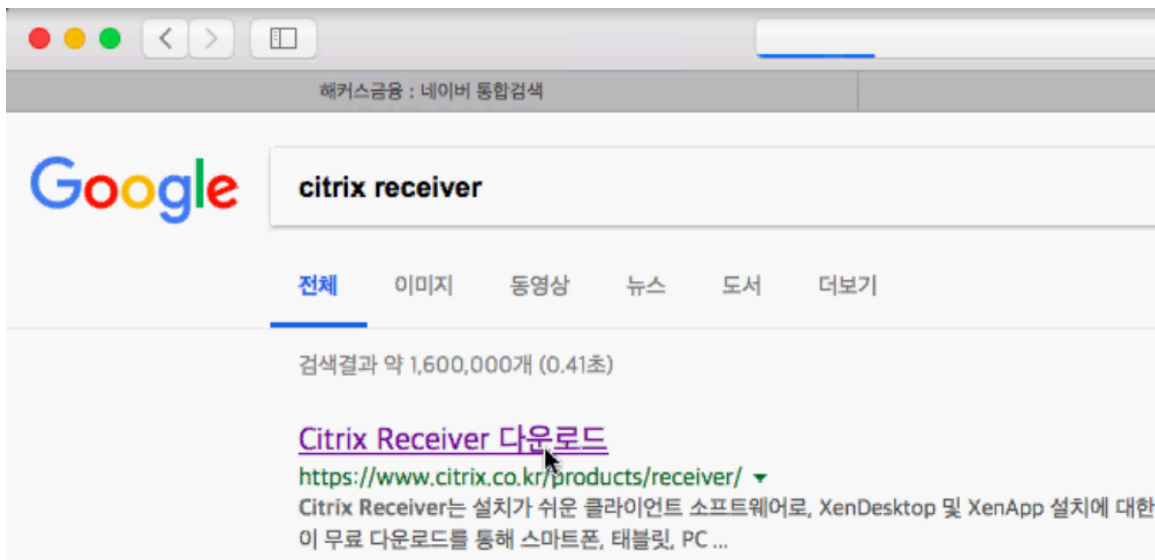 해커스금융 : 네이버 통합검색
Google
citrix receiver
전체 이미지 동영상 뉴스 도서 더보기
검색결과 약 1,600,000개 (0.41초)
Citrix Receiver 다운로드
https://www.citrix.co.kr/products/receiver/
Citrix Receiver는 설치가 쉬운 클라이언트 소프트웨어로, XenDesktop 및 XenApp 설치에 대한
이 무료 다운로드를 통해 스마트폰, 태블릿, PC ...